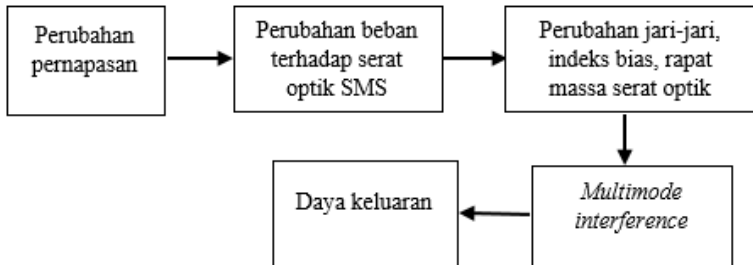 Perubahan
pernapasan
Perubahan beban
terhadap serat
optik SMS
Perubahan jari-jari,
indeks bias, rapat
massa serat optik
Multimode
interference
Daya keluaran